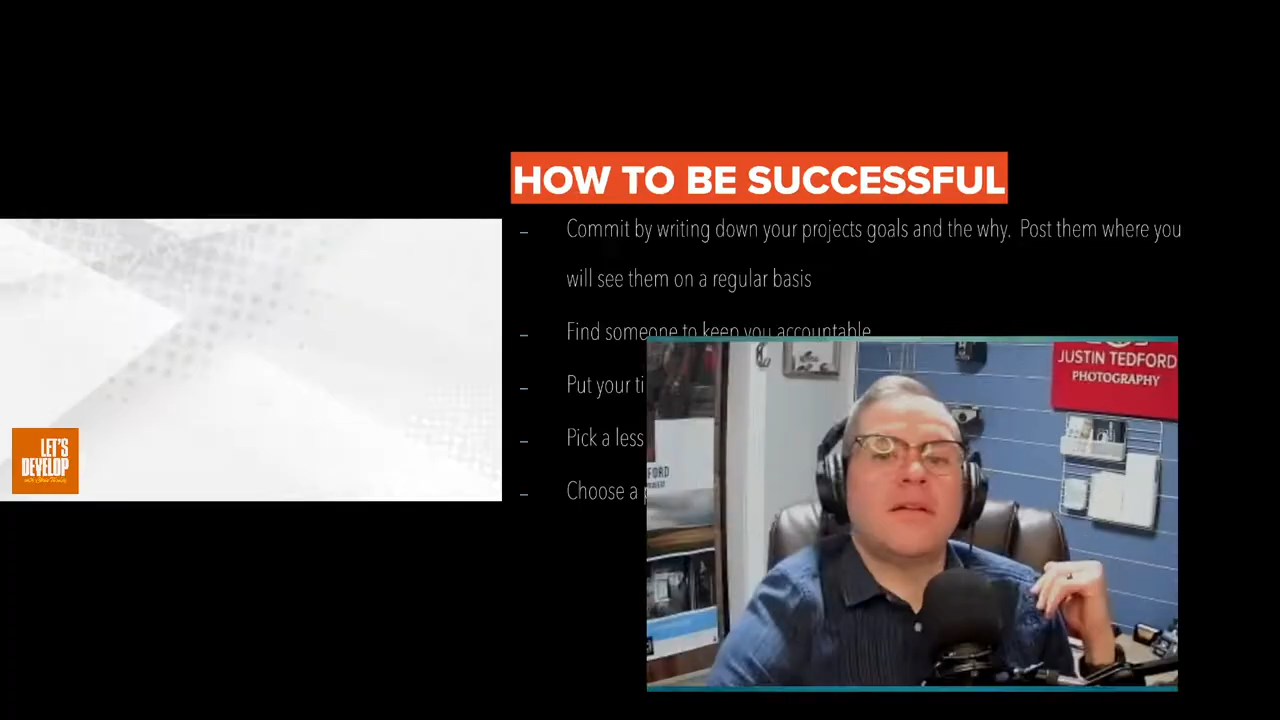 HOW TO BE SUCCESSFUL
– Commit by writing down your projects goals and the why. Post them where you
will see them on a regular basis
– Find someone to keep you accountable
– Put your ti
– Pick a less
– Choose a
JUSTIN TEDFORD
PHOTOGRAPHY
FORD
LET'S
DEVELOP